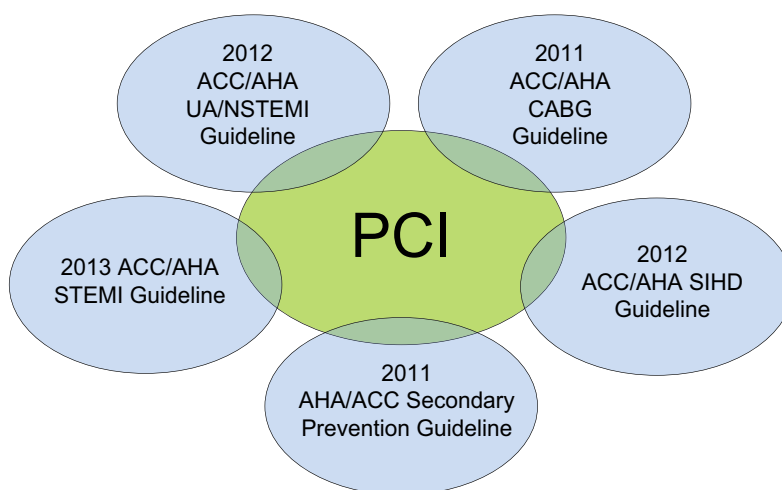 2012
ACC/AHA
UA/NSTEMI
Guideline
2011
ACC/AHA
CABG
Guideline
PCI
2013 ACC/AHA
STEMI Guideline
2012
ACC/AHA SIHD
Guideline
2011
AHA/ACC Secondary
Prevention Guideline